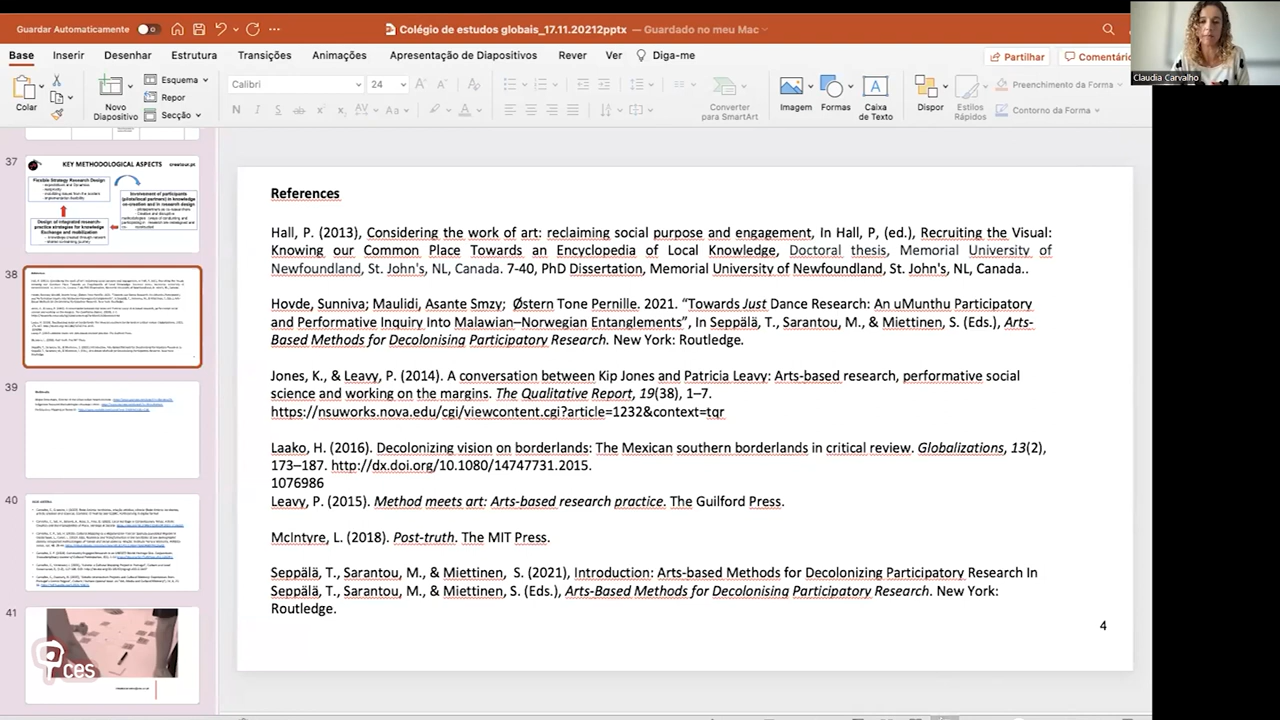 Guardar Automaticamente
Colégio de estudos globais_17.11.20212pptx — Guardado no meu Mac
Base Inserir Desenhar Estrutura Transições Animações Apresentação de Diapositivos Rever Ver Diga-me
Partilhar Comentário
Claudia Carvalho
Colar
Novo Diapositivo
Esquema
Repor
Secção
Calibri 24
Converter para SmartArt
Imagem
Formas
Caixa de Texto
Dispor
Estilos Rápidos
Preenchimento da Forma
Contorno da Forma
37
KEY METHODOLOGICAL ASPECTS
Flexible Strategy Research Design
38
39
40
41
ces
References
Hall, P. (2013), Considering the work of art: reclaiming social purpose and element, In Hall, P, (ed.), Recruiting the Visual:
Knowing our Common Place Towards an Encyclopedia of Local Knowledge, Doctoral thesis, Memorial University of
Newfoundland, St. John's, NL, Canada 7-40, PhD Dissertation, Memorial University of Newfoundland, St. John's, NL, Canada..
Hovde, Sunniva; Maulidi, Asante Smzy, Østern Tone Pernille. 2021. “Towards Just Dance Research: An uMunthu Participatory
and Performative Inquiry Into Malawian–Norwegian Entanglements”, In Seppälä, T., Sarantou, M., & Miettinen, S. (Eds.), Arts-
Based Methods for Decolonising Participatory Research. New York: Routledge.
Jones, K., & Leavy, P. (2014). A conversation between Kip Jones and Patricia Leavy: Arts-based research, performative social
science and working on the margins. The Qualitative Report, 19(38), 1–7.
https://nsuworks.nova.edu/cgi/viewcontentcgi?article=1232&context=tqr
Laako, H. (2016). Decolonizing vision on borderlands: The Mexican southern borderlands in critical review. Globalizations, 13(2),
173–187. http://dx.doi.org/10.1080/14747731.2015.
1076986
Leavy, P. (2015). Method meets art: Arts-based research practice. The Guilford Press.
McIntyre, L. (2018). Post-truth. The MIT Press.
Seppälä, T., Sarantou, M., & Miettinen, S. (2021), Introduction: Arts-based Methods for Decolonizing Participatory Research In
Seppälä, T., Sarantou, M., & Miettinen, S. (Eds.), Arts-Based Methods for Decolonising Participatory Research. New York:
Routledge.
4